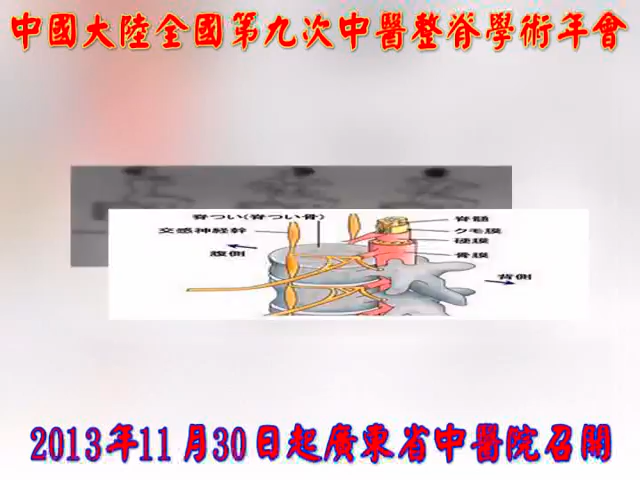 中國大陸全國第九次中醫整脊學術年會
脊つい(脊つい骨)
脊髄
交感神経幹
クモ膜
硬膜
腹側
骨膜
背側
2013年11月30日起廣東省中醫院召開